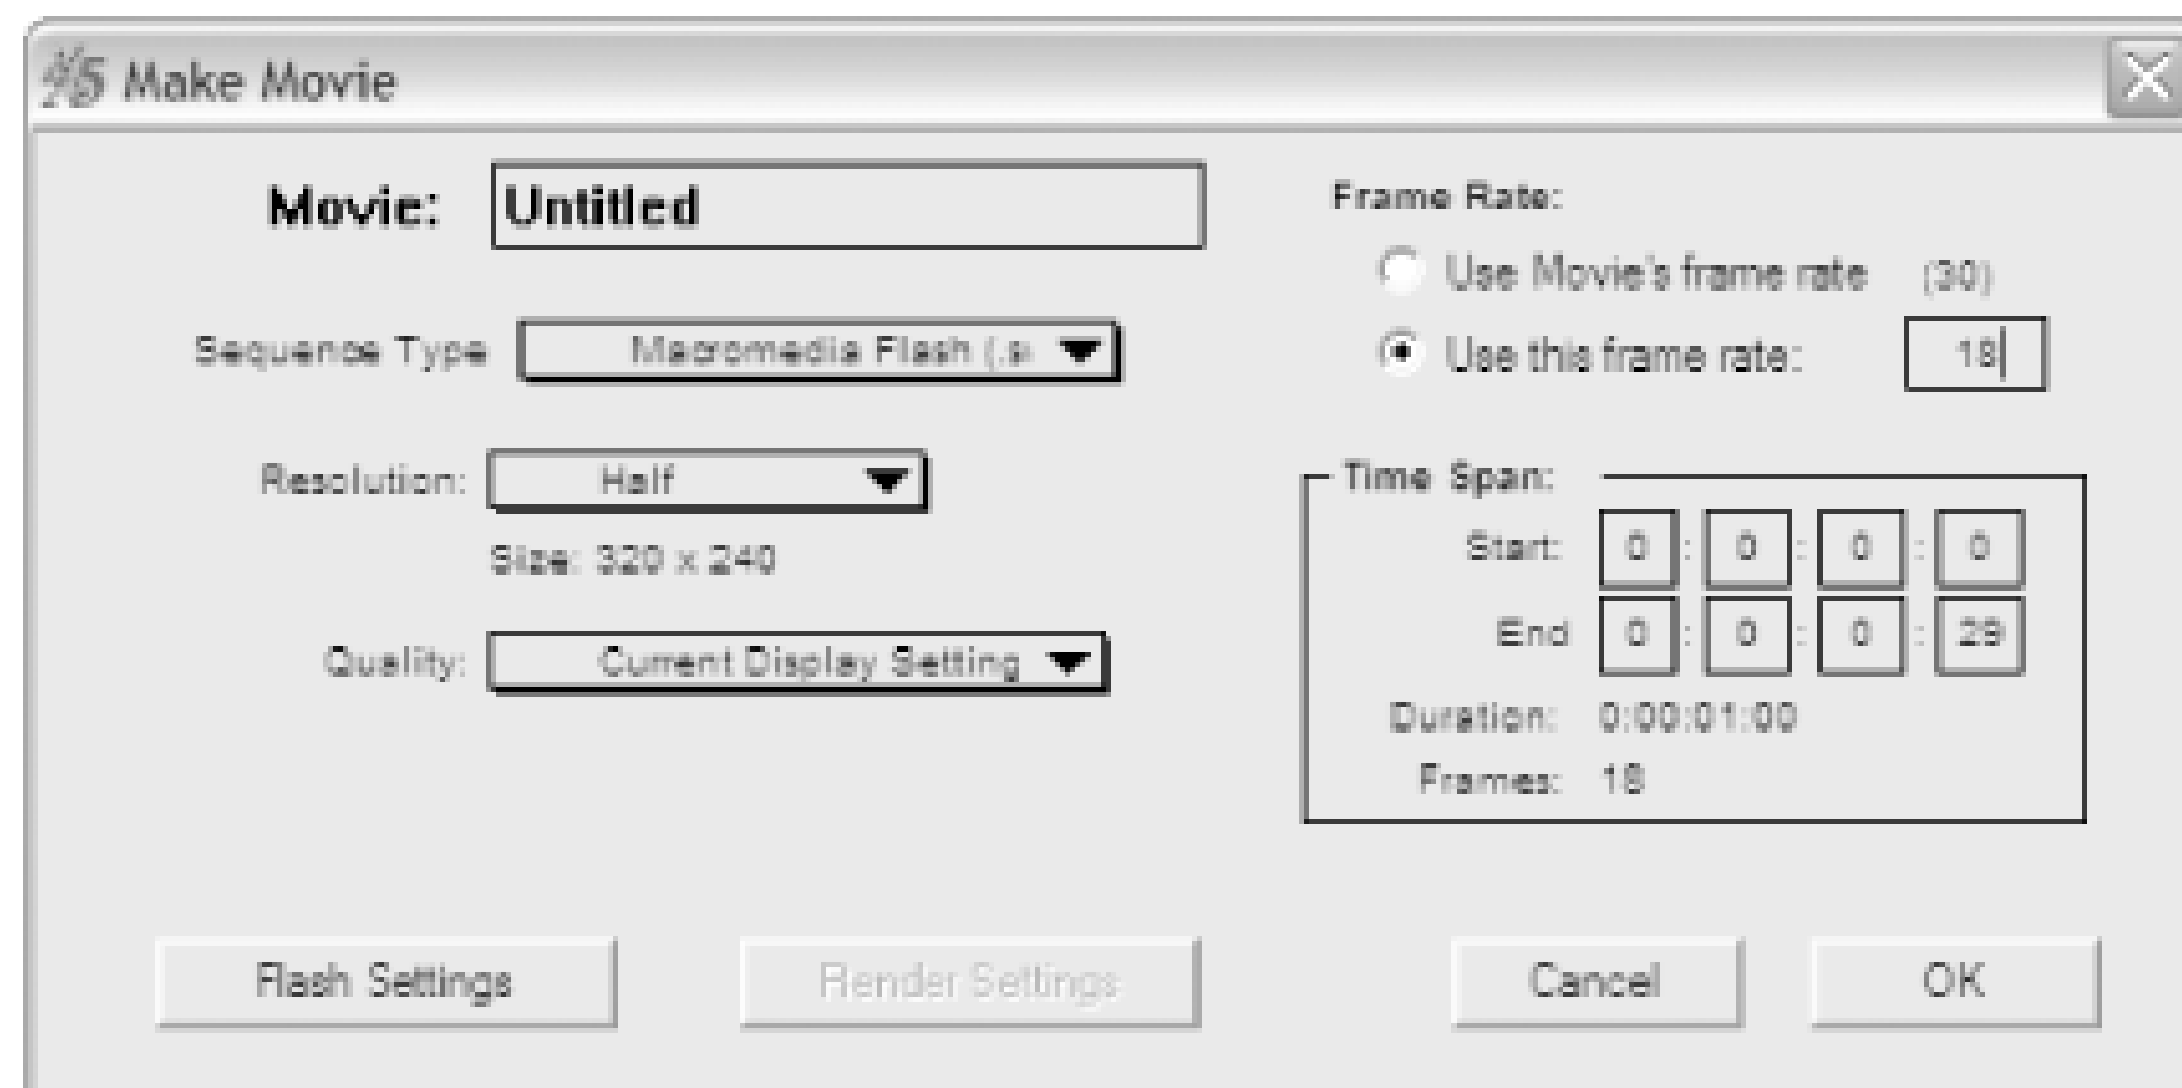 Make Movie
Movie: Untitled
Sequence Type Macromedia Flash (.s
Resolution: Half
Size: 320 x 240
Quality: Current Display Setting
Frame Rate:
Use Movie's frame rate (30)
Use this frame rate: 18
Time Span:
Start: 0 : 0 : 0 : 0
End 0 : 0 : 0 : 29
Duration: 0:00:01:00
Frames: 18
Flash Settings
Render Settings
Cancel
OK